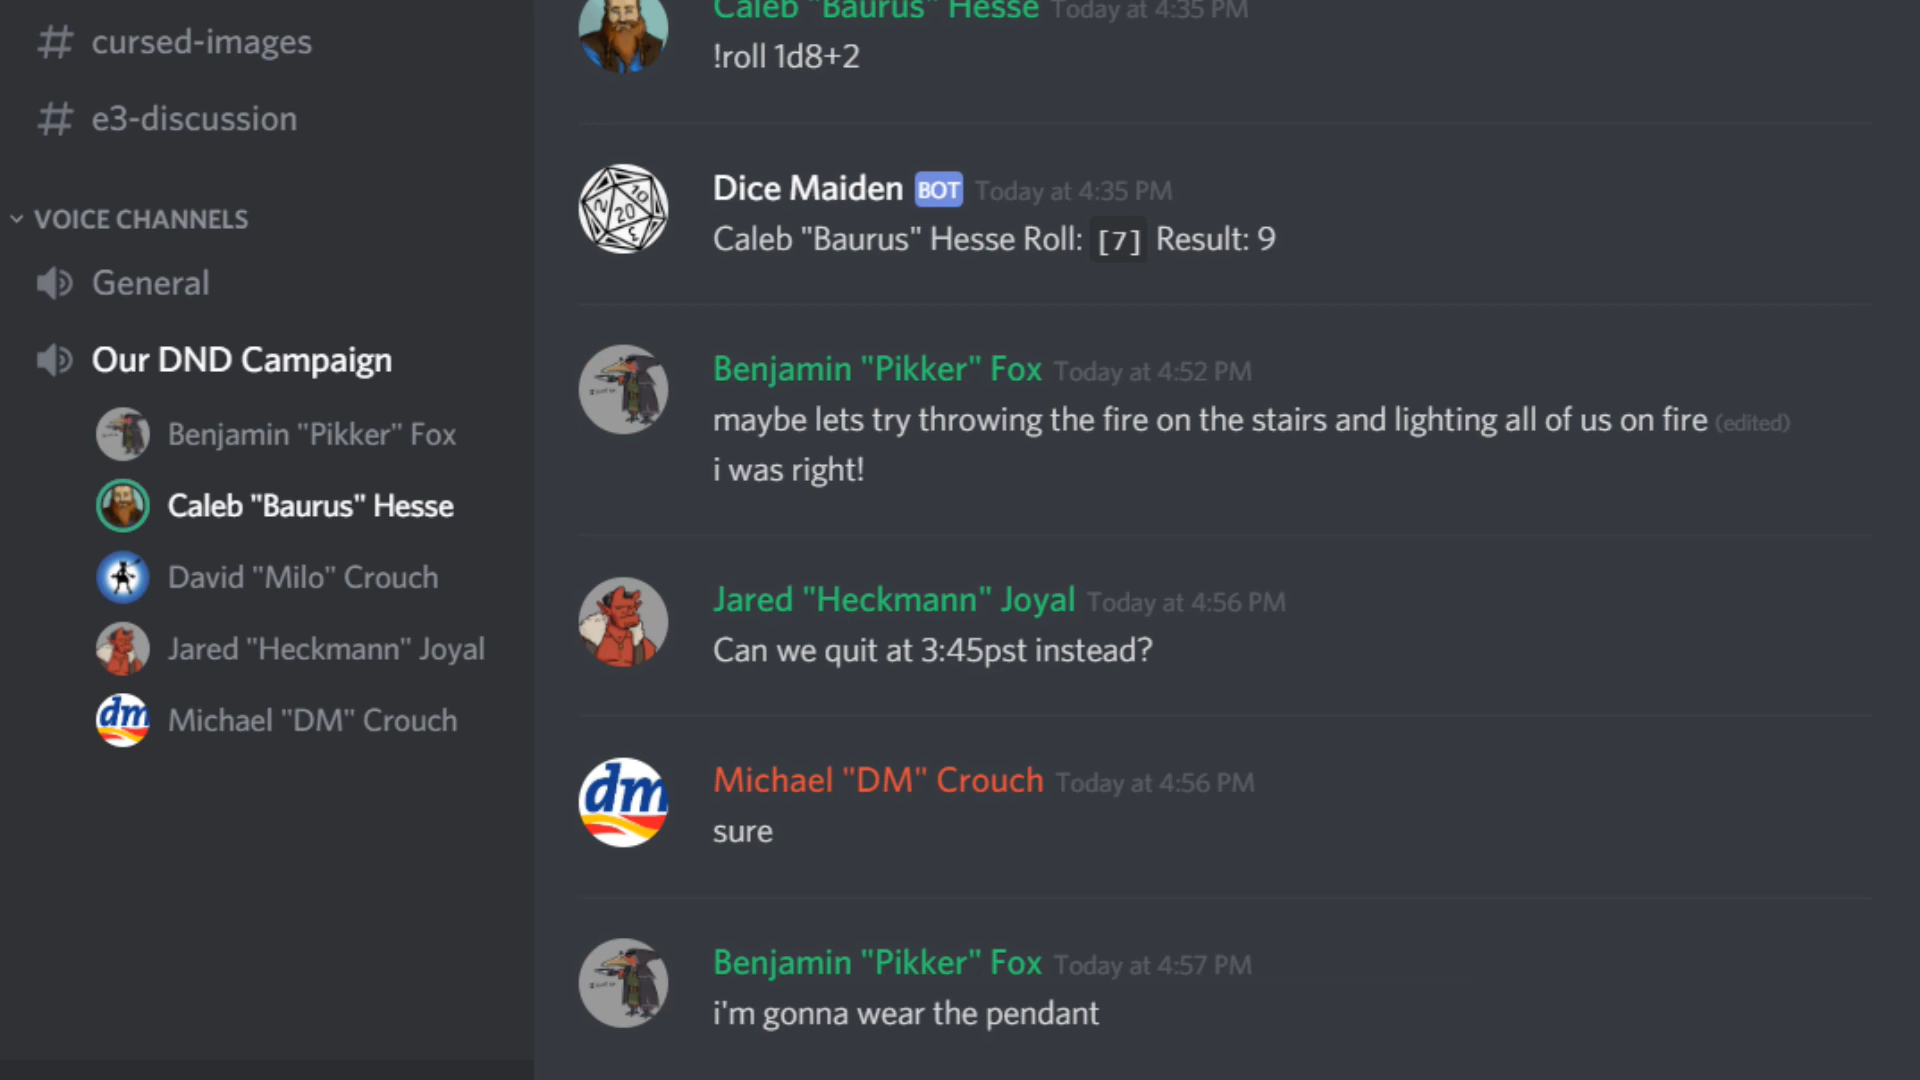 cursed-images
e3-discussion
VOICE CHANNELS
General
Our DND Campaign
Benjamin "Pikker" Fox
Caleb "Baurus" Hesse
David "Milo" Crouch
Jared "Heckmann" Joyal
dm
Michael "DM" Crouch
Caleb "Baurus" Hesse Today at 4:35 PM
!roll 1d8+2
Dice Maiden BOT Today at 4:35 PM
Caleb "Baurus" Hesse Roll: [7] Result: 9
Benjamin "Pikker" Fox Today at 4:52 PM
maybe lets try throwing the fire on the stairs and lighting all of us on fire (edited)
i was right!
Jared "Heckmann" Joyal Today at 4:56 PM
Can we quit at 3:45pst instead?
dm
Michael "DM" Crouch Today at 4:56 PM
sure
Benjamin "Pikker" Fox Today at 4:57 PM
i'm gonna wear the pendant